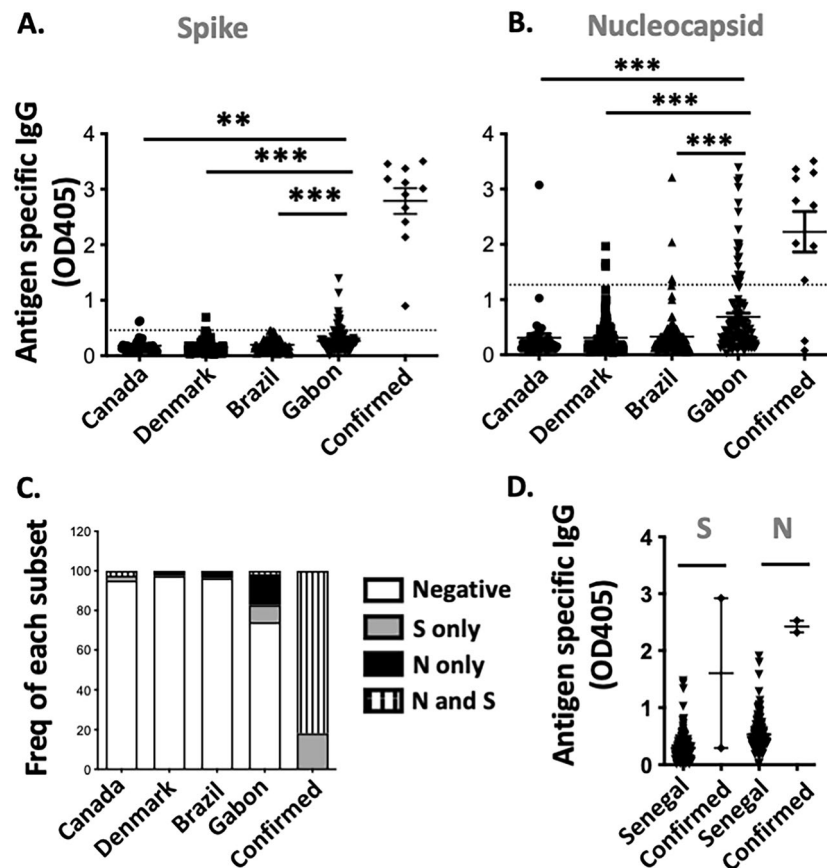 A.
Spike
**
***
***
Antigen specific IgG
(OD405)
4
3
2
1
0
Canada
Denmark
Brazil
Gabon
Confirmed
B.
Nucleocapsid
***
***
***
4
3
2
1
0
Canada
Denmark
Brazil
Gabon
Confirmed
C.
Freq of each subset
120
100
80
60
40
20
0
Canada
Denmark
Brazil
Gabon
Confirmed
Negative
S only
N only
N and S
D.
S
N
Antigen specific IgG
(OD405)
4
3
2
1
0
Senegal
Confirmed
Senegal
Confirmed